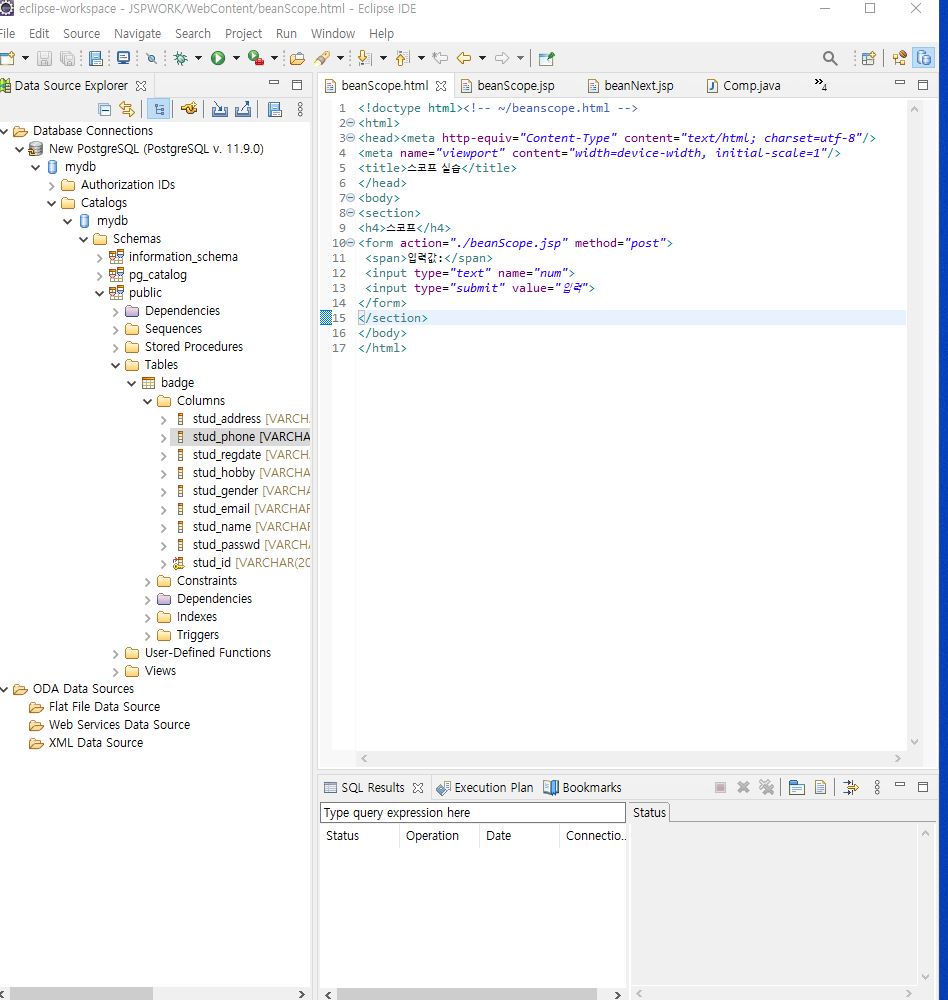 eclipse-workspace - JSPWORK/WebContent/beanScope.html - Eclipse IDE
File Edit Source Navigate Search Project Run Window Help
Data Source Explorer
Database Connections
New PostgreSQL (PostgreSQL v. 11.9.0)
mydb
Authorization IDs
Catalogs
mydb
Schemas
information_schema
pg_catalog
public
Dependencies
Sequences
Stored Procedures
Tables
badge
Columns
stud_address [VARCH
stud_phone [VARCHA
stud_regdate [VARCH
stud_hobby [VARCHA
stud_gender [VARCHA
stud_email [VARCHAR
stud_name [VARCHAR
stud_passwd [VARCHA
stud_id [VARCHAR(20
Constraints
Dependencies
Indexes
Triggers
User-Defined Functions
Views
ODA Data Sources
Flat File Data Source
Web Services Data Source
XML Data Source
beanScope.html beanScope.jsp beanNext.jsp Comp.java »4
1 <!doctype html><!-- ~/beanscope.html -->
2 <html>
3 <head><meta http-equiv="Content-Type" content="text/html; charset=utf-8"/>
4 <meta name="viewport" content="width=device-width, initial-scale=1"/>
5 <title>스코프 실습</title>
6 </head>
7 <body>
8 <section>
9 <h4>스코프</h4>
10 <form action="./beanScope.jsp" method="post">
11 <span>입력값:</span>
12 <input type="text" name="num">
13 <input type="submit" value="입력">
14 </form>
15 </section>
16 </body>
17 </html>
SQL Results Execution Plan Bookmarks
Type query expression here
Status Operation Date Connectio...
Status